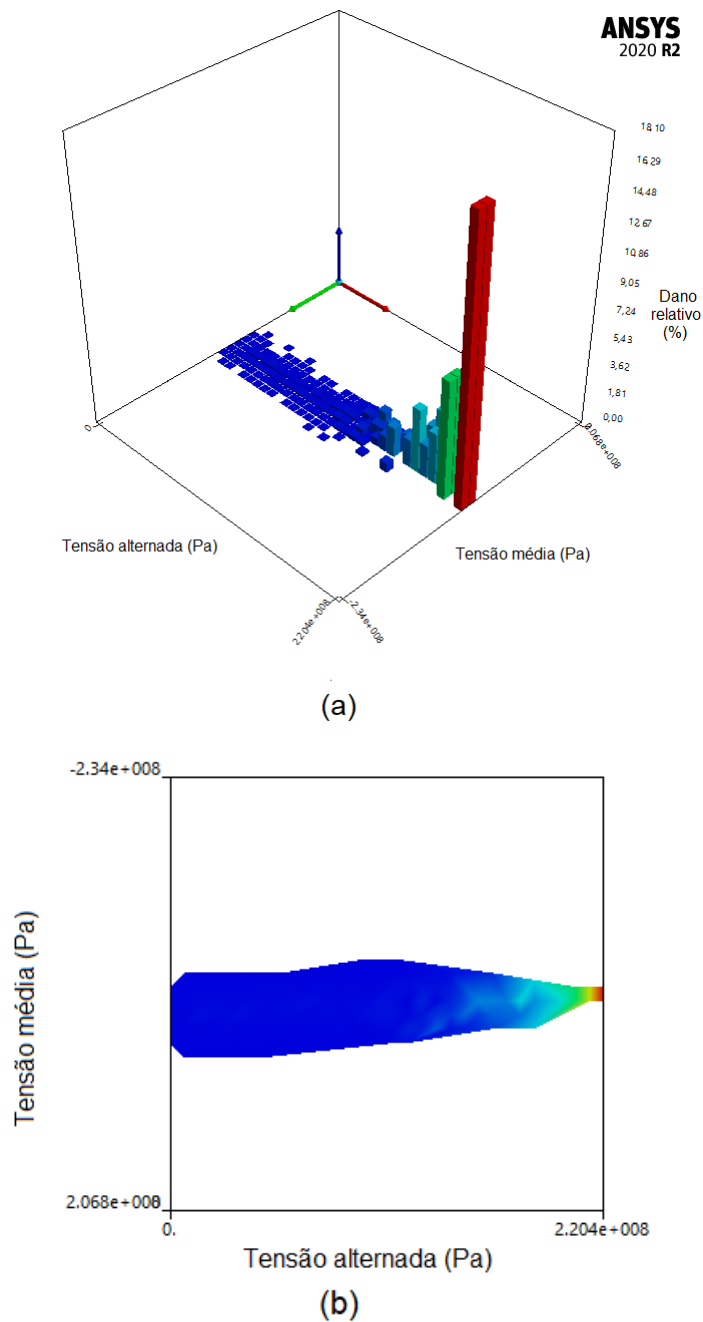 ANSYS
2020 R2
18,10
16,29
14,48
12,67
10,86
9,05
7,24
5,43
3,62
1,81
0,00
Dano
relativo
(%)
0
2.068e+008
Tensão alternada (Pa)
Tensão média (Pa)
2.204e+008
-2.34e+008
(a)
-2.34e+008
Tensão média (Pa)
2.068e+008
0.
2.204e+008
Tensão alternada (Pa)
(b)